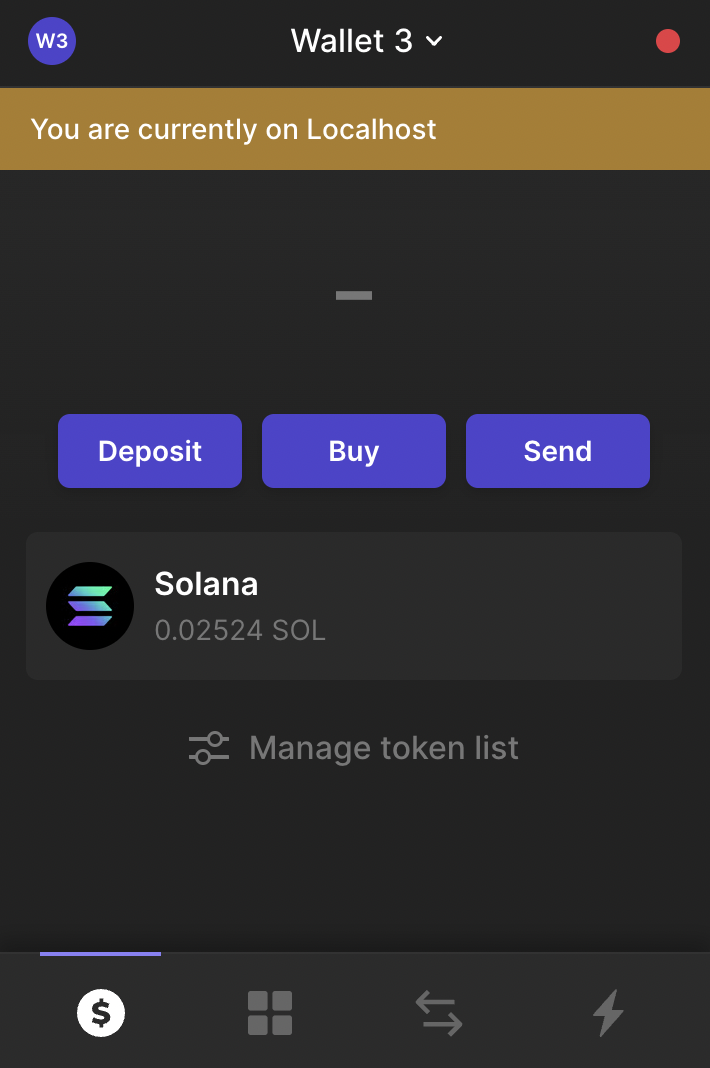 W3
Wallet 3
You are currently on Localhost
–
Deposit
Buy
Send
Solana
0.02524 SOL
Manage token list
$